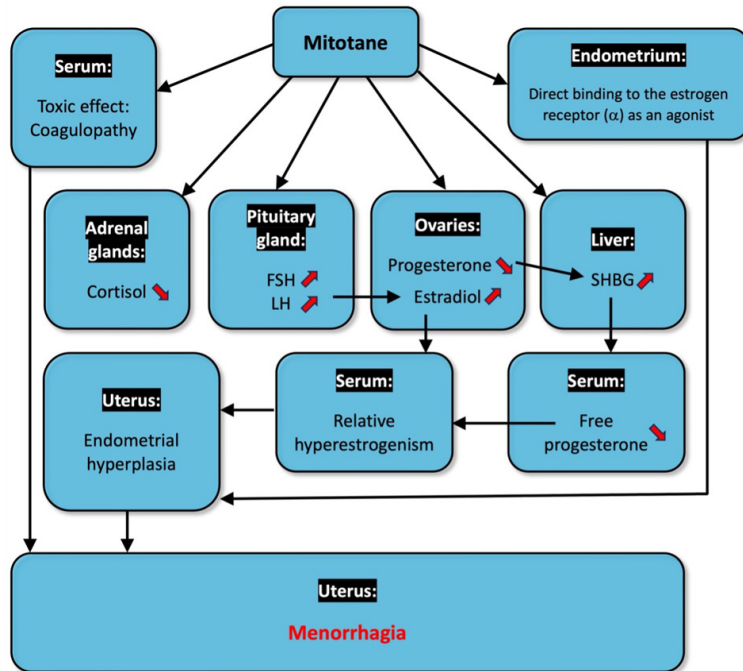 Mitotane
Serum:
Toxic effect:
Coagulopathy
Endometrium:
Direct binding to the estrogen
receptor (α) as an agonist
Adrenal
glands:
Cortisol
Pituitary
gland:
FSH
LH
Ovaries:
Progesterone
Estradiol
Liver:
SHBG
Uterus:
Endometrial
hyperplasia
Serum:
Relative
hyperestrogenism
Serum:
Free
progesterone
Uterus:
Menorrhagia